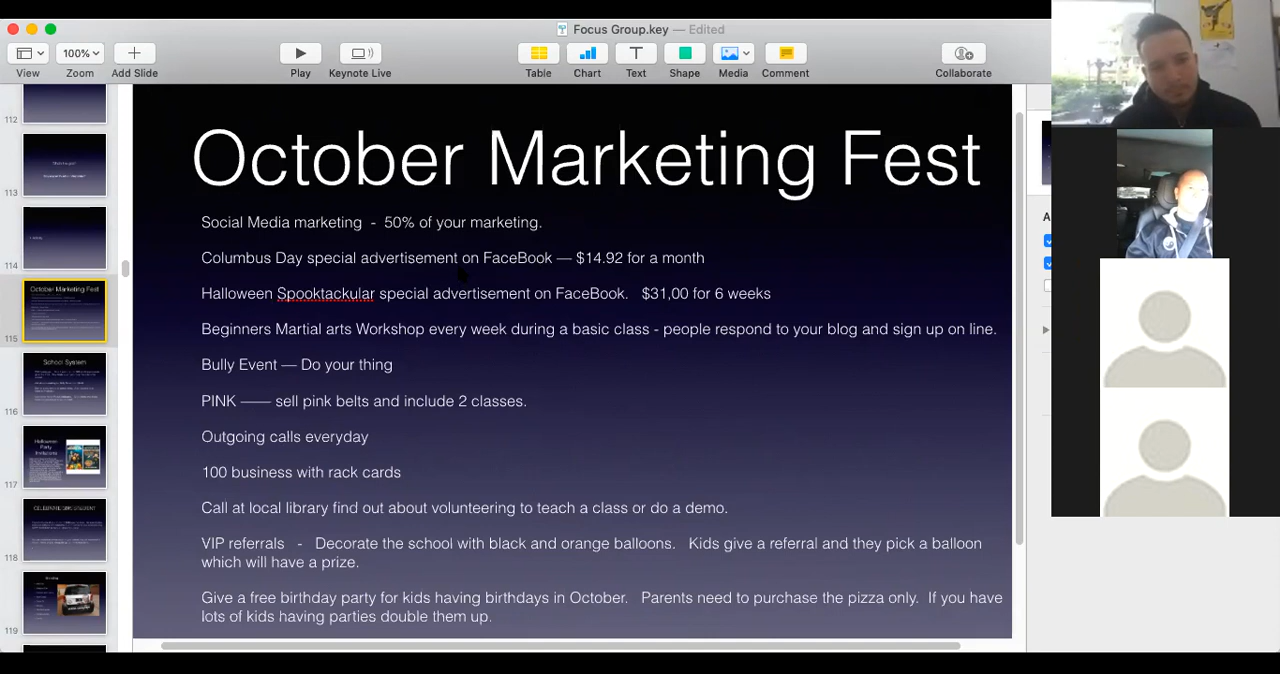 Focus Group.key — Edited
100%
View
Zoom
Add Slide
Play
Keynote Live
Table
Chart
Text
Shape
Media
Comment
Collaborate
112
113
114
115
October Marketing Fest
116
School System
117
Halloween
Party
Invitations
118
119
October Marketing Fest
Social Media marketing - 50% of your marketing.
Columbus Day special advertisement on FaceBook — $14.92 for a month
Halloween Spooktackular special advertisement on FaceBook. $31,00 for 6 weeks
Beginners Martial arts Workshop every week during a basic class - people respond to your blog and sign up on line.
Bully Event — Do your thing
PINK —— sell pink belts and include 2 classes.
Outgoing calls everyday
100 business with rack cards
Call at local library find out about volunteering to teach a class or do a demo.
VIP referrals - Decorate the school with black and orange balloons. Kids give a referral and they pick a balloon
which will have a prize.
Give a free birthday party for kids having birthdays in October. Parents need to purchase the pizza only. If you have
lots of kids having parties double them up.